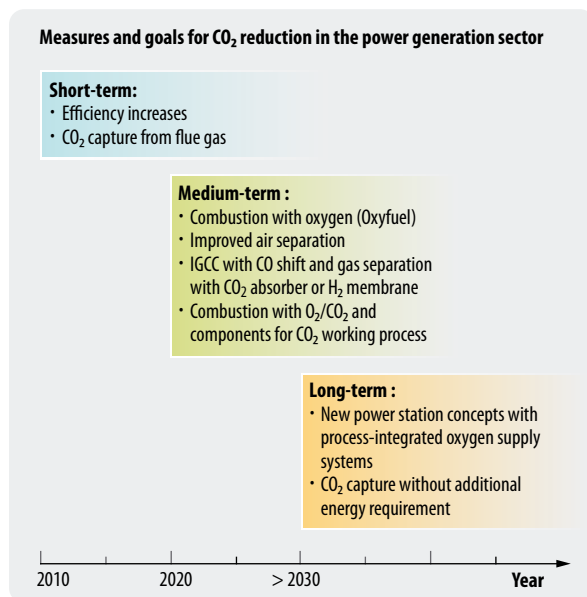 Measures and goals for CO₂ reduction in the power generation sector
Short-term:
· Efficiency increases
· CO₂ capture from flue gas
Medium-term :
· Combustion with oxygen (Oxyfuel)
· Improved air separation
· IGCC with CO shift and gas separation
with CO₂ absorber or H₂ membrane
· Combustion with O₂/CO₂ and
components for CO₂ working process
Long-term :
· New power station concepts with
process-integrated oxygen supply
systems
· CO₂ capture without additional
energy requirement
2010 2020 > 2030 Year